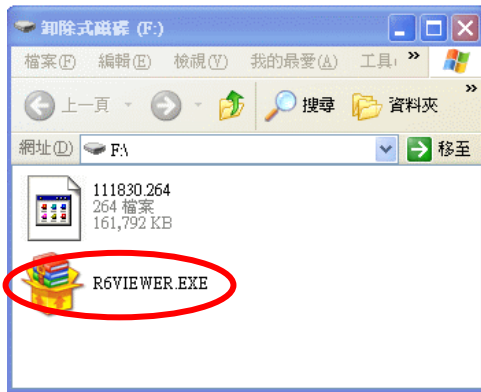 卸除式磁碟 (F:)
檔案(F) 編輯(E) 檢視(V) 我的最愛(A) 工具 »
上一頁 搜尋 資料夾 »
網址(D) F:\ 移至
111830.264
264 檔案
161,792 KB
R6VIEWER.EXE